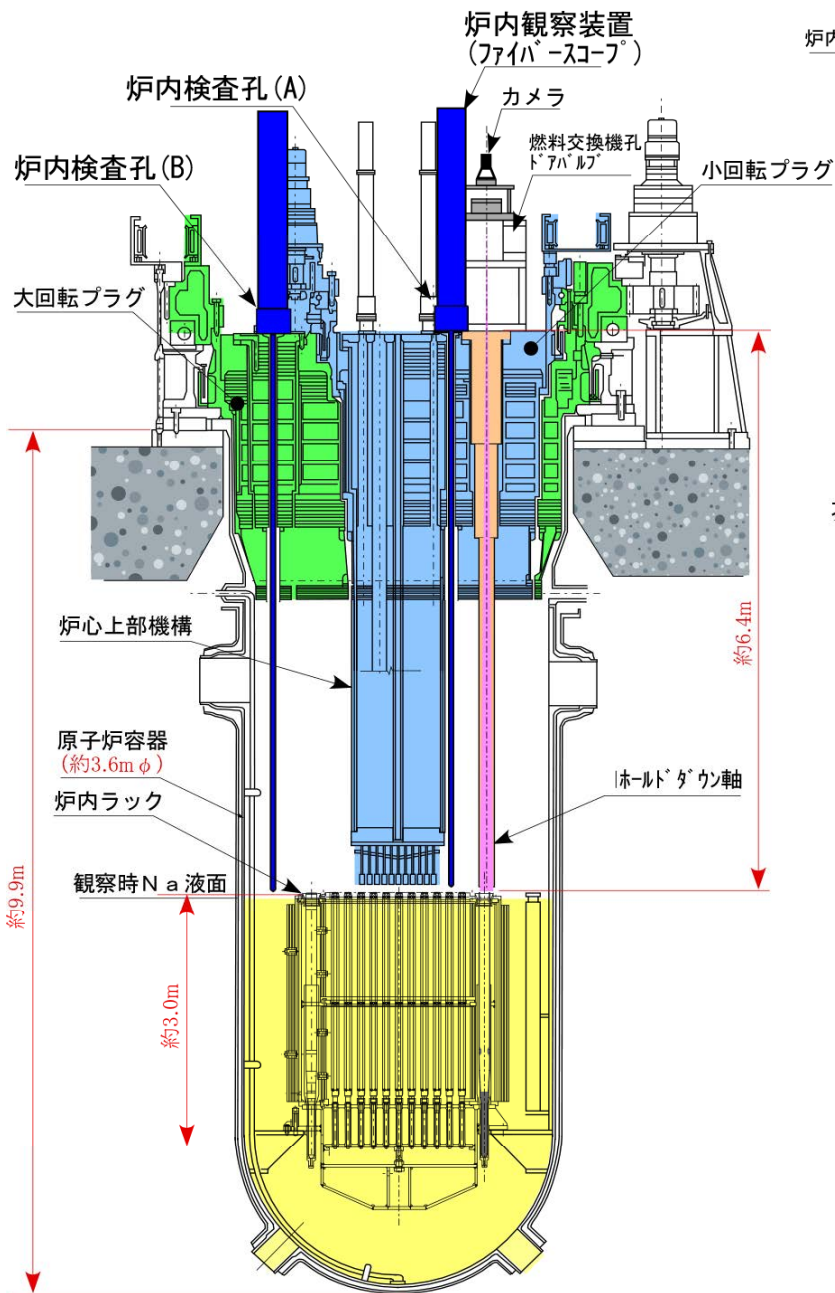 炉内観察装置
(ファイバースコープ)
炉内
炉内検査孔(A)
カメラ
燃料交換機孔
ドアバルブ
炉内検査孔(B)
小回転プラグ
大回転プラグ
炉心上部機構
約6.4m
原子炉容器
(約3.6mφ)
炉内ラック
ホールドダウン軸
観察時Na液面
約9.9m
約3.0m